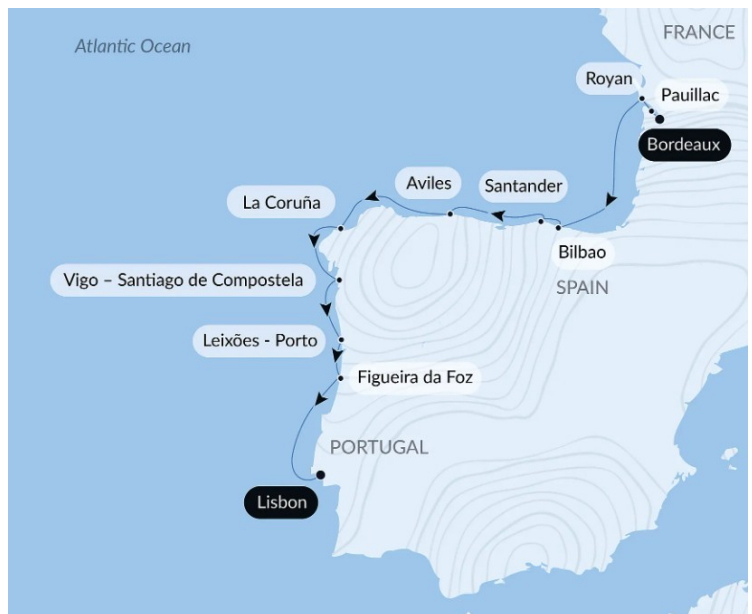 Atlantic Ocean
FRANCE
Royan
Pauillac
Bordeaux
Aviles
Santander
La Coruña
Bilbao
Vigo – Santiago de Compostela
SPAIN
Leixões - Porto
Figueira da Foz
PORTUGAL
Lisbon